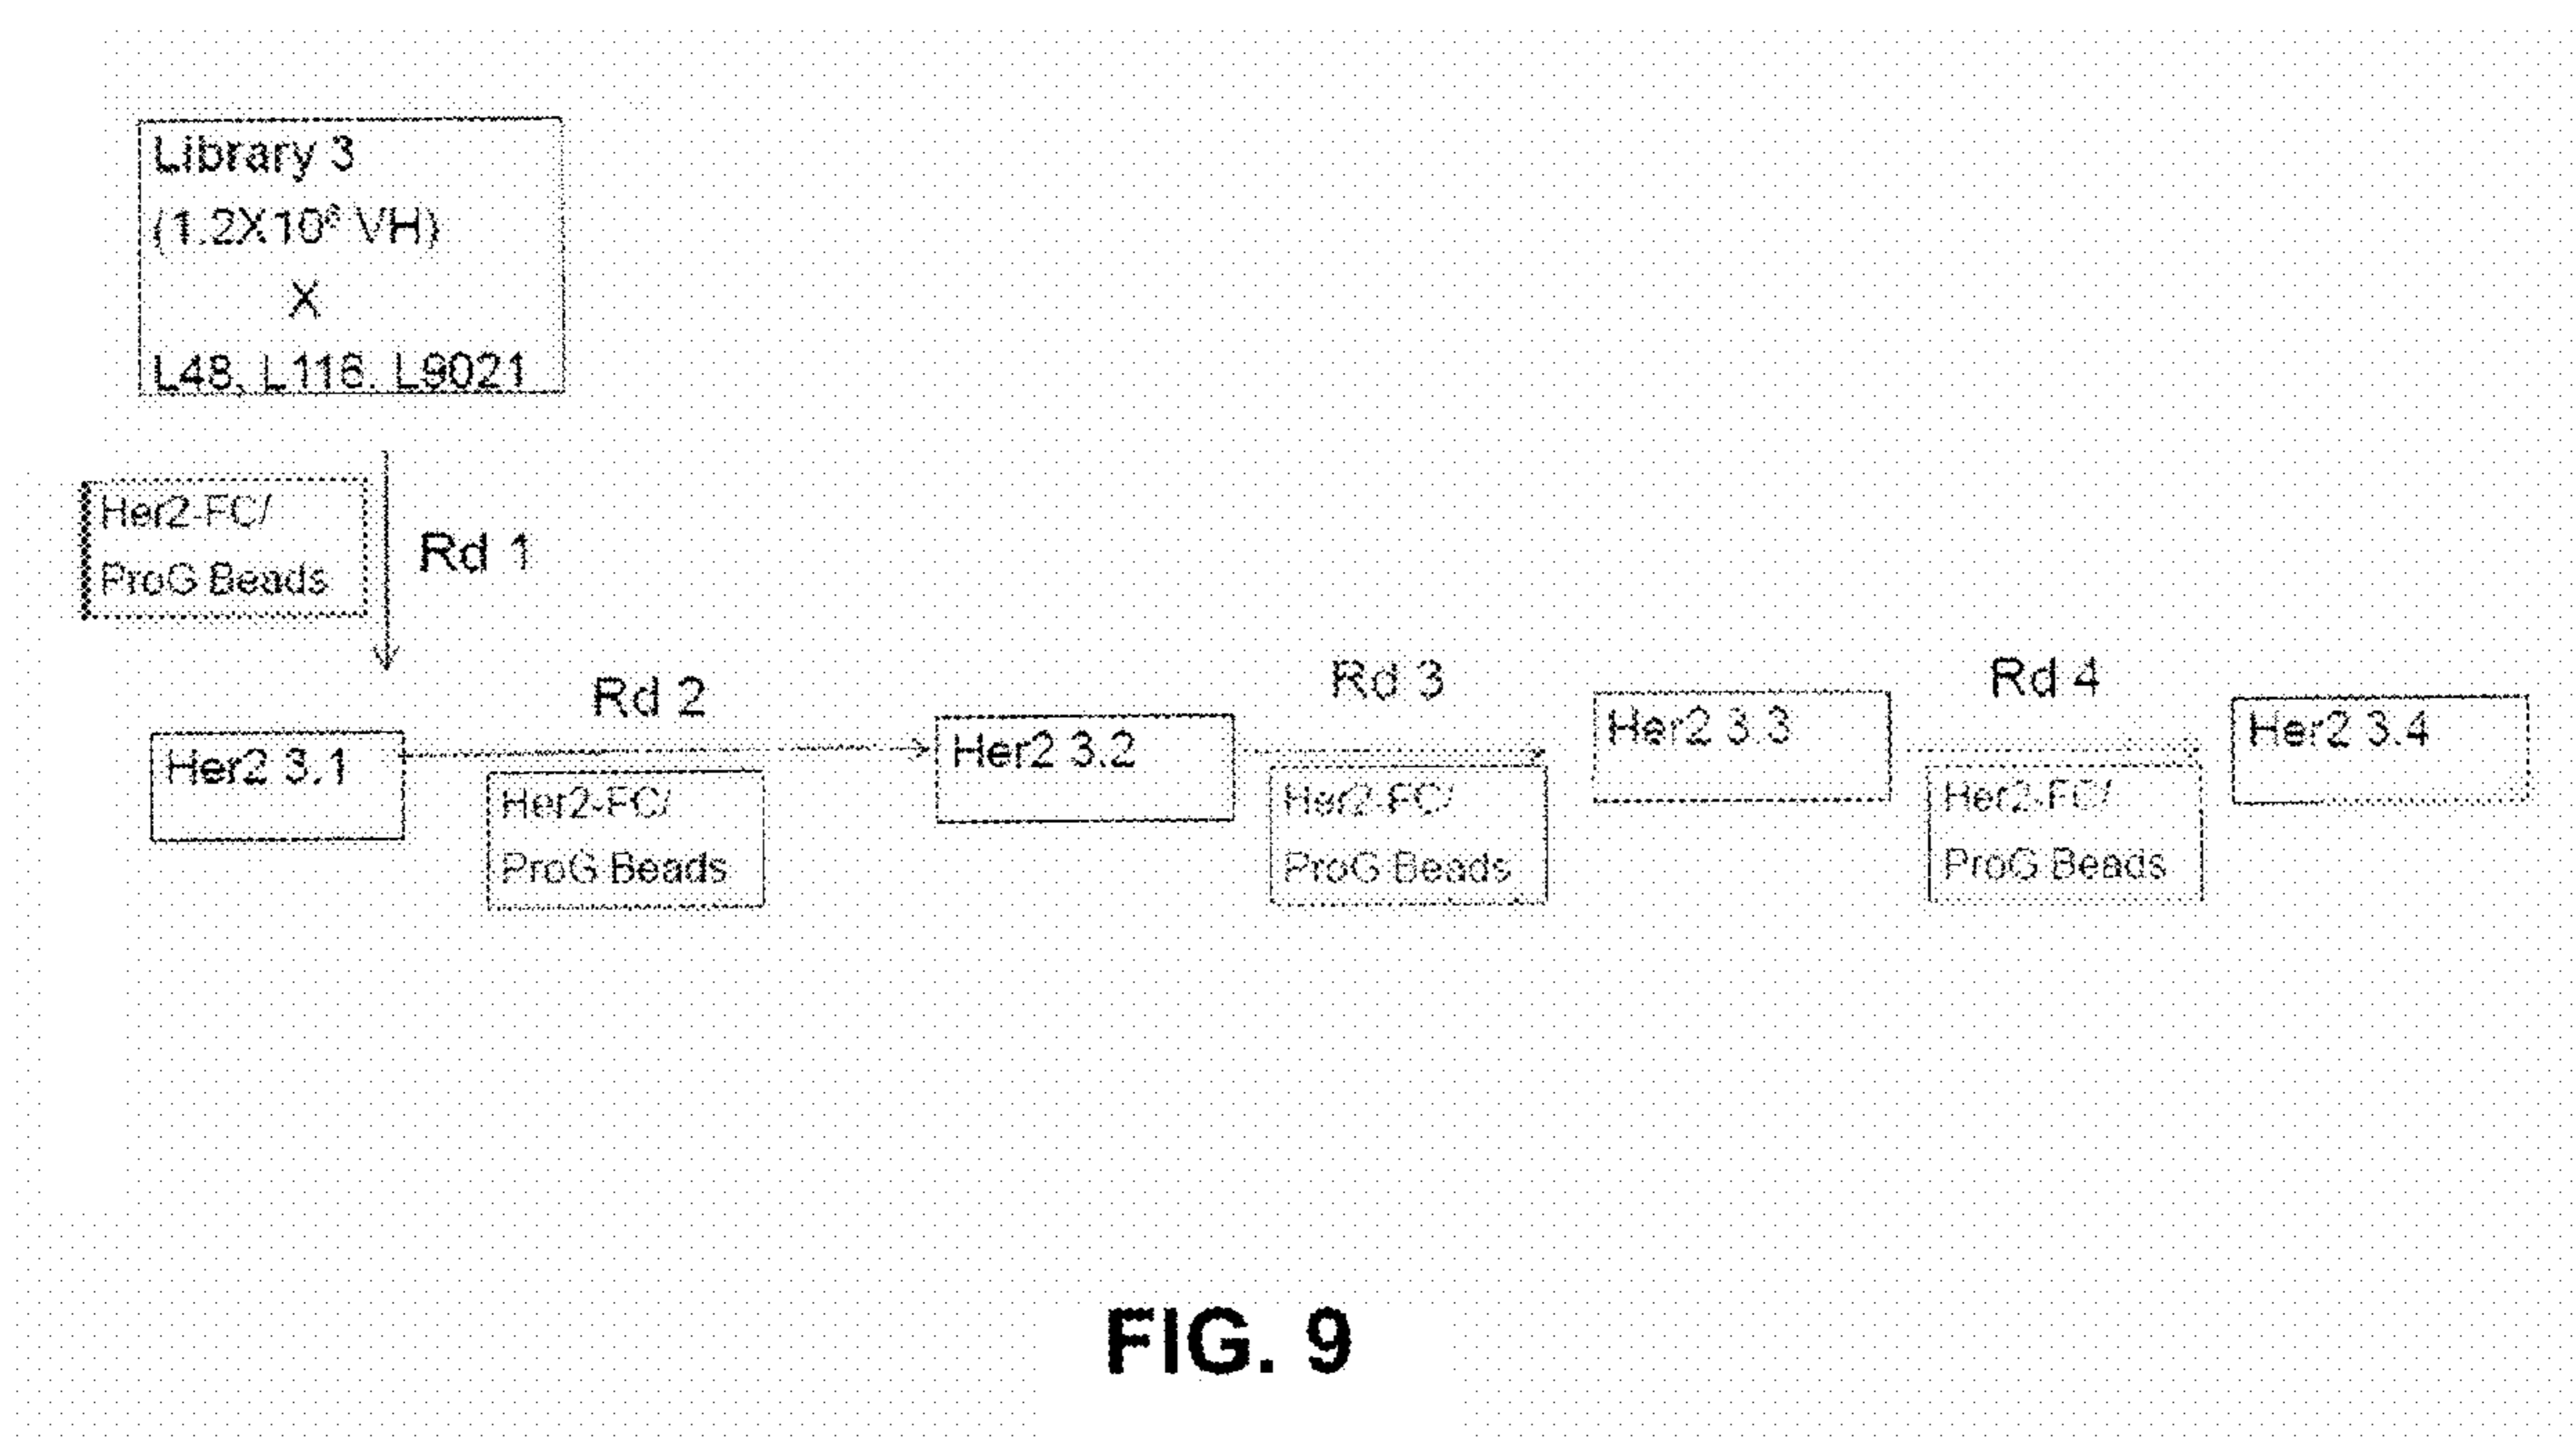 Library 3
(1.2X10⁸ VH)
X
L48, L116, L9021
Her2-FC/
ProG Beads
Rd 1
Rd 2
Rd 3
Rd 4
Her2 3.1
Her2 3.2
Her2 3.3
Her2 3.4
Her2-FC/
ProG Beads
Her2-FC/
ProG Beads
Her2-FC/
ProG Beads
FIG. 9